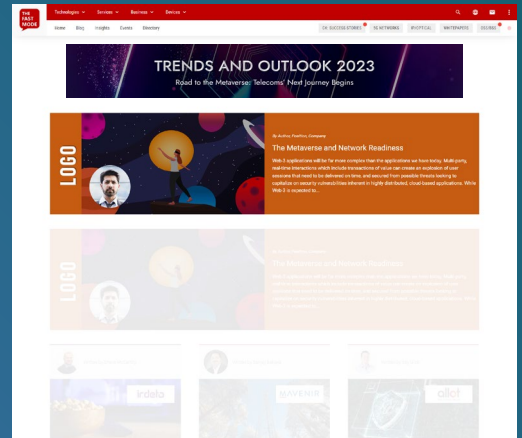 THE
FAST
NODE
Technologies Services Business Devices
Home Blog Insights Events Directory
5G NETWORKS WHITEPAPERS
TRENDS AND OUTLOOK 2023
Road to the Metaverse: Telecoms' Next Journey Begins
LOGO
By Author, Position, Company
The Metaverse and Network Readiness
Web 3 applications will be far more complex than the applications we have today. Multi-party,
real-time interactions which include transactions of value can create an explosion of user
sessions that need to be delivered on time, and secured from possible threats looking to
capitalize on security vulnerabilities inherent in highly distributed, cloud-based applications. While
Web 3 is expected to...
LOGO
The Metaverse and Network Readiness
irdeto
MAVENIR
allot